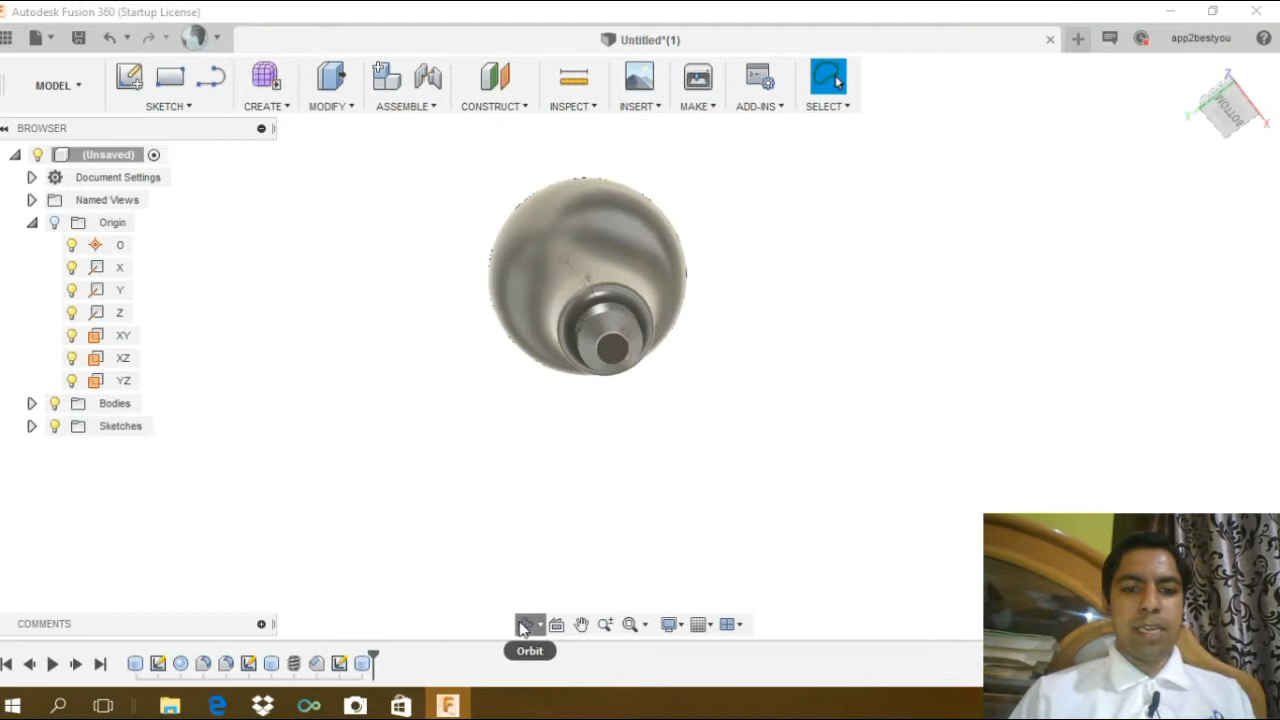 Autodesk Fusion 360 (Startup License)
Untitled*(1)
app2bestyou
MODEL
SKETCH
CREATE
MODIFY
ASSEMBLE
CONSTRUCT
INSPECT
INSERT
MAKE
ADD-INS
SELECT
Z
Y
X
BOTTOM
BROWSER
(Unsaved)
Document Settings
Named Views
Origin
O
X
Y
Z
XY
XZ
YZ
Bodies
Sketches
COMMENTS
Orbit